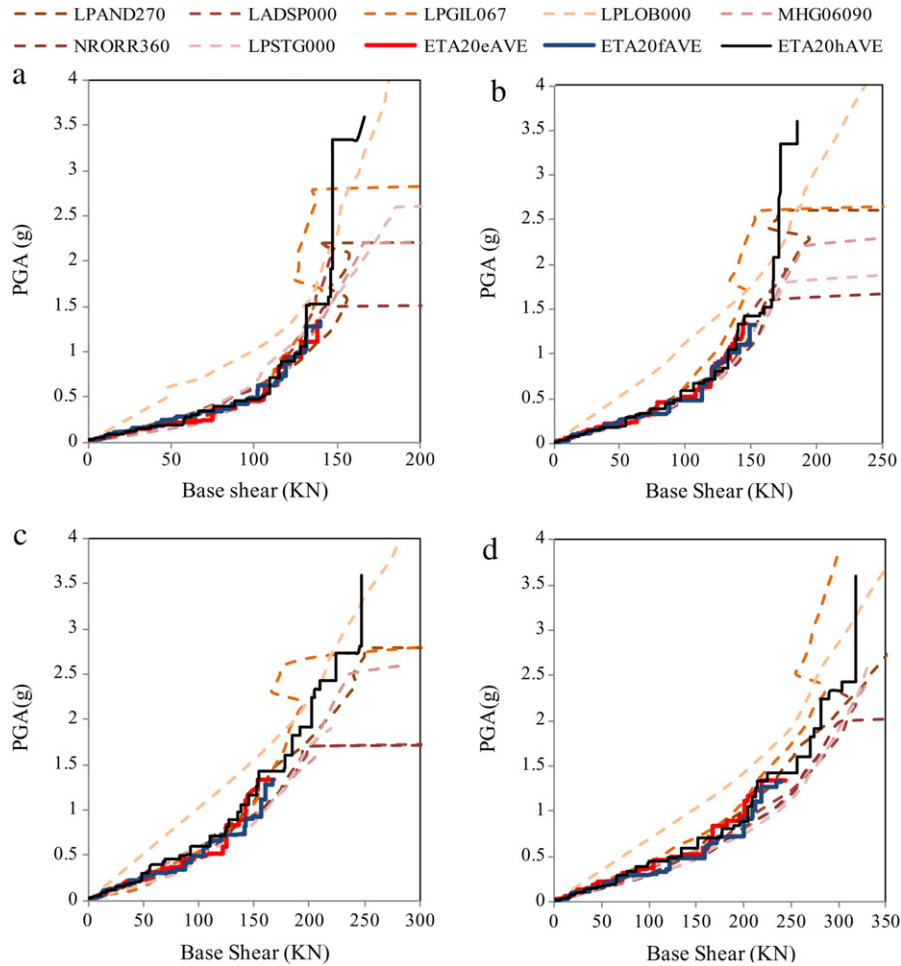 LPAND270 LADSP000 LPGIL067 LPLOB000 MHG06090
NRORR360 LPSTG000 ETA20eAVE ETA20fAVE ETA20hAVE
a
4
3.5
3
2.5
2
1.5
1
0.5
0
PGA (g)
0 50 100 150 200
Base shear (KN)
b
4
3.5
3
2.5
2
1.5
1
0.5
0
PGA (g)
0 50 100 150 200 250
Base Shear (KN)
c
4
3.5
3
2.5
2
1.5
1
0.5
0
PGA(g)
0 50 100 150 200 250 300
Base Shear (KN)
d
4
3.5
3
2.5
2
1.5
1
0.5
0
PGA(g)
0 50 100 150 200 250 300 350
Base Shear (KN)